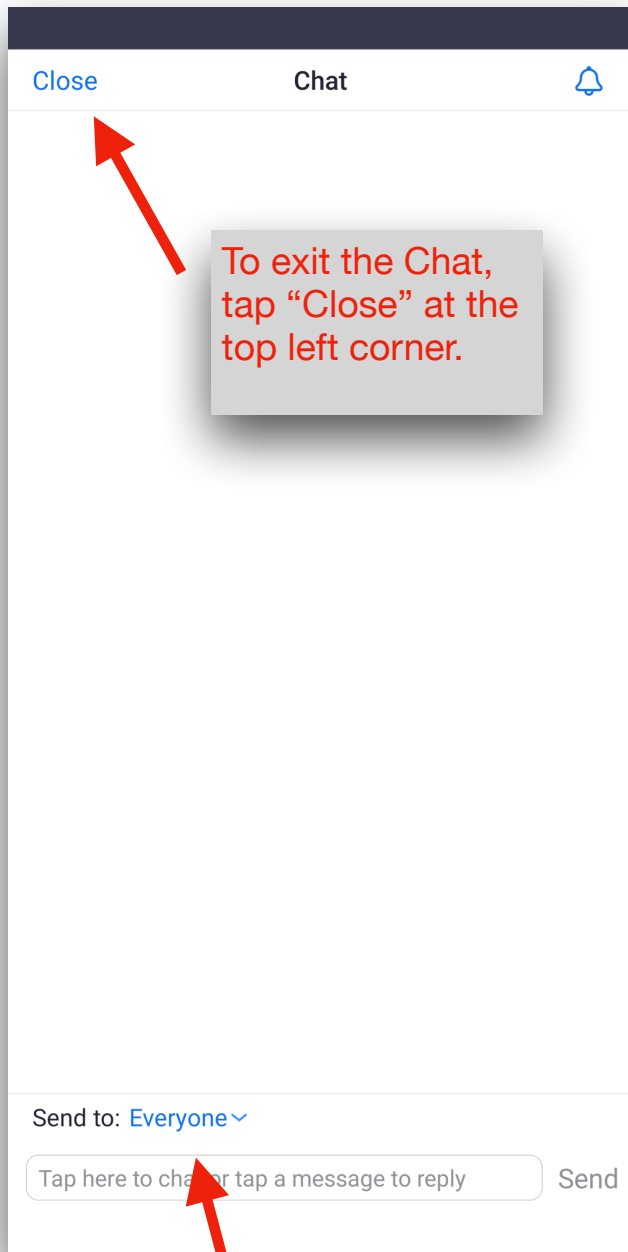 Close Chat
To exit the Chat,
tap “Close” at the
top left corner.
Send to: Everyone
Tap here to chat or tap a message to reply Send